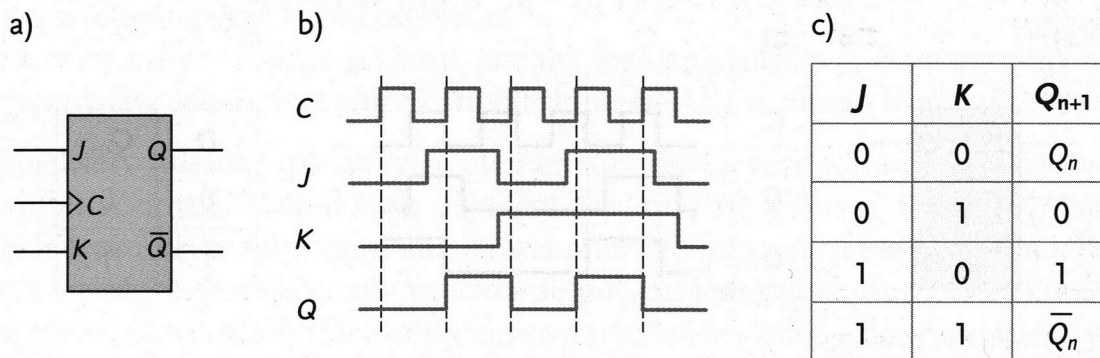 a)
J Q
C
K Q̅
b)
C
J
K
Q
c)
J K Qₙ₊₁
0 0 Qₙ
0 1 0
1 0 1
1 1 Q̅ₙ